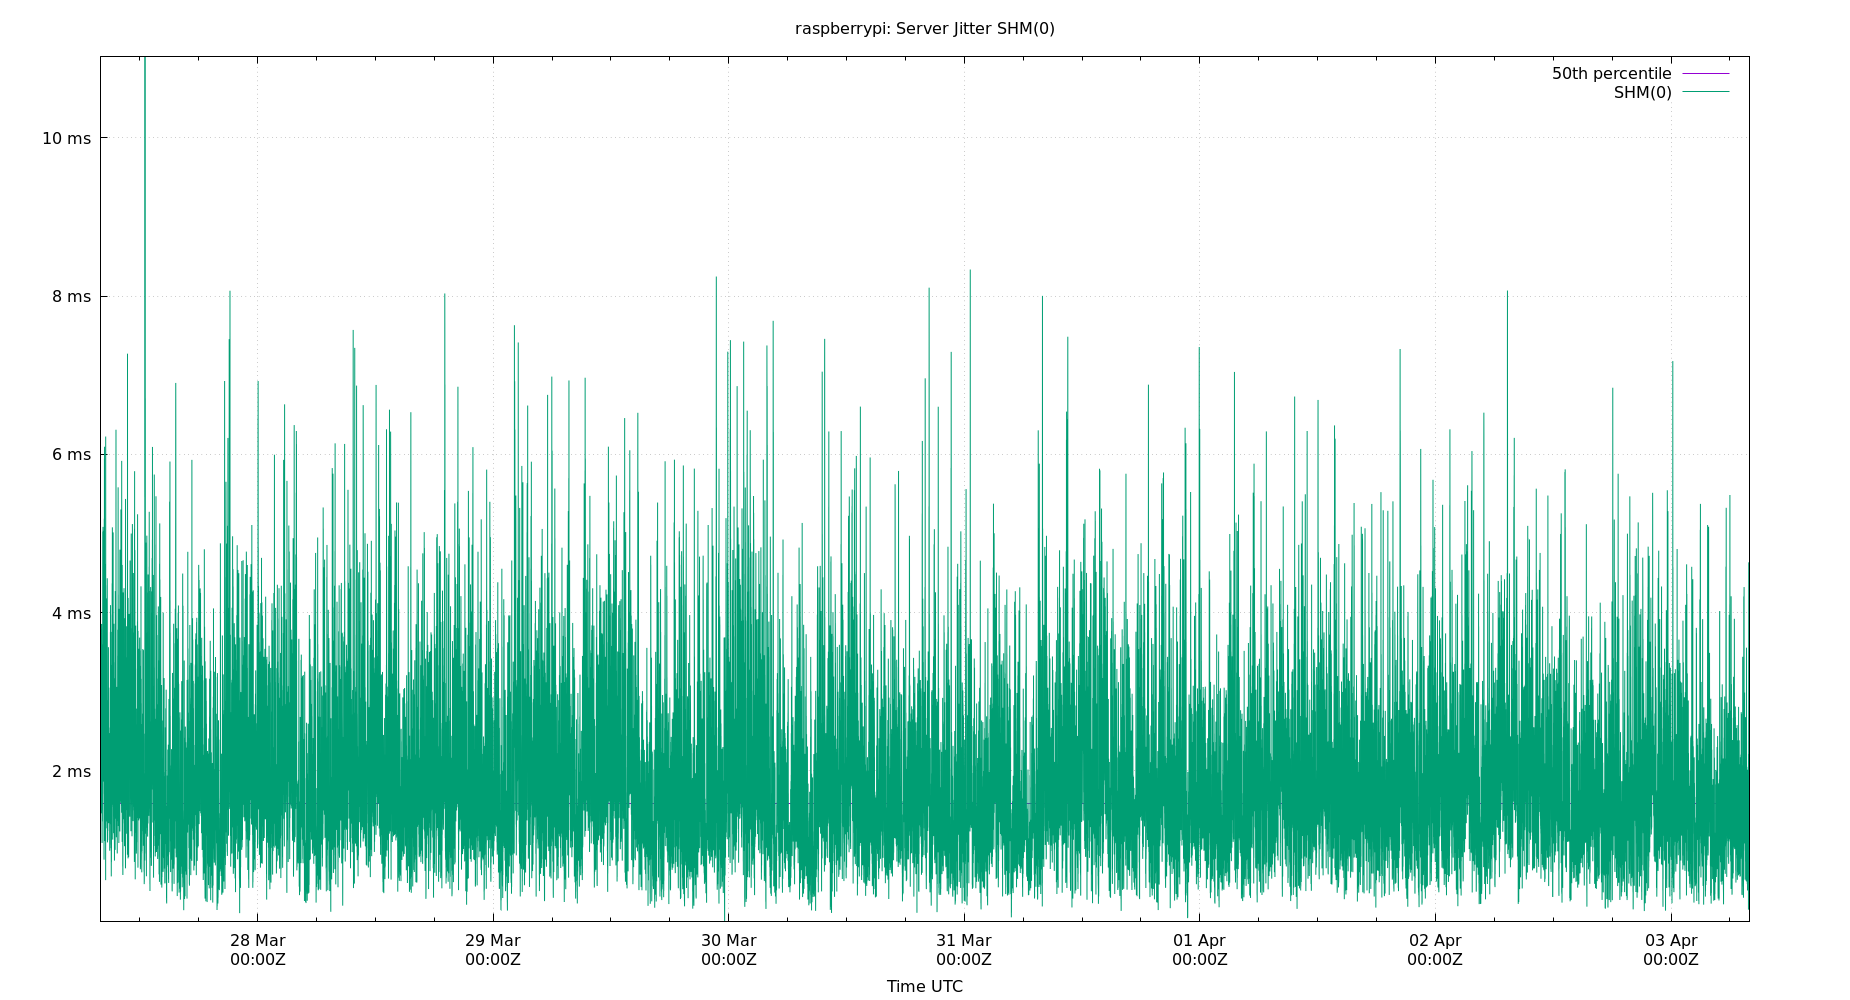 raspberrypi: Server Jitter SHM(0)
50th percentile
SHM(0)
10 ms
8 ms
6 ms
4 ms
2 ms
28 Mar 29 Mar 30 Mar 31 Mar 01 Apr 02 Apr 03 Apr
00:00Z 00:00Z 00:00Z 00:00Z 00:00Z 00:00Z 00:00Z
Time UTC